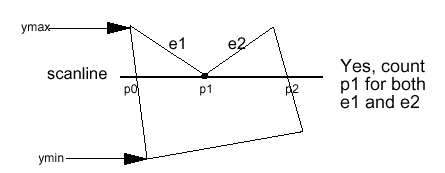 ymax
e1
e2
scanline
p0
p1
p2
Yes, count
p1 for both
e1 and e2
ymin